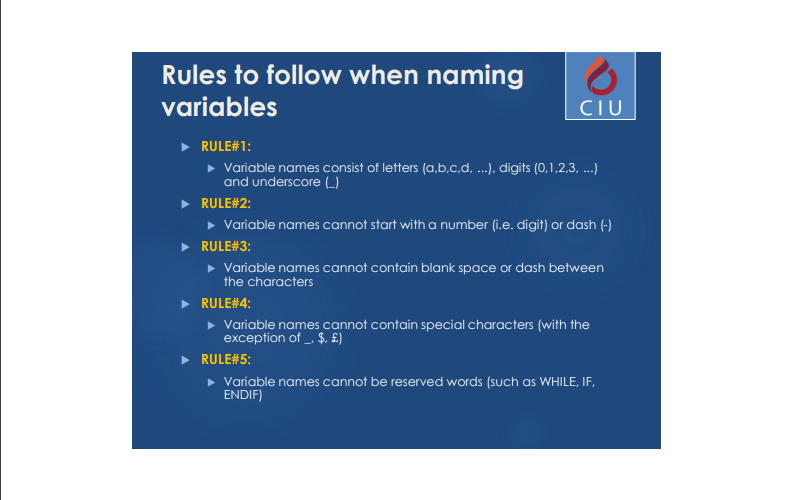 Rules to follow when naming
variables
CIU
RULE#1:
Variable names consist of letters (a,b,c,d, ...), digits (0,1,2,3, ...)
and underscore (_)
RULE#2:
Variable names cannot start with a number (i.e. digit) or dash (-)
RULE#3:
Variable names cannot contain blank space or dash between
the characters
RULE#4:
Variable names cannot contain special characters (with the
exception of _, $, £)
RULE#5:
Variable names cannot be reserved words (such as WHILE, IF,
ENDIF)